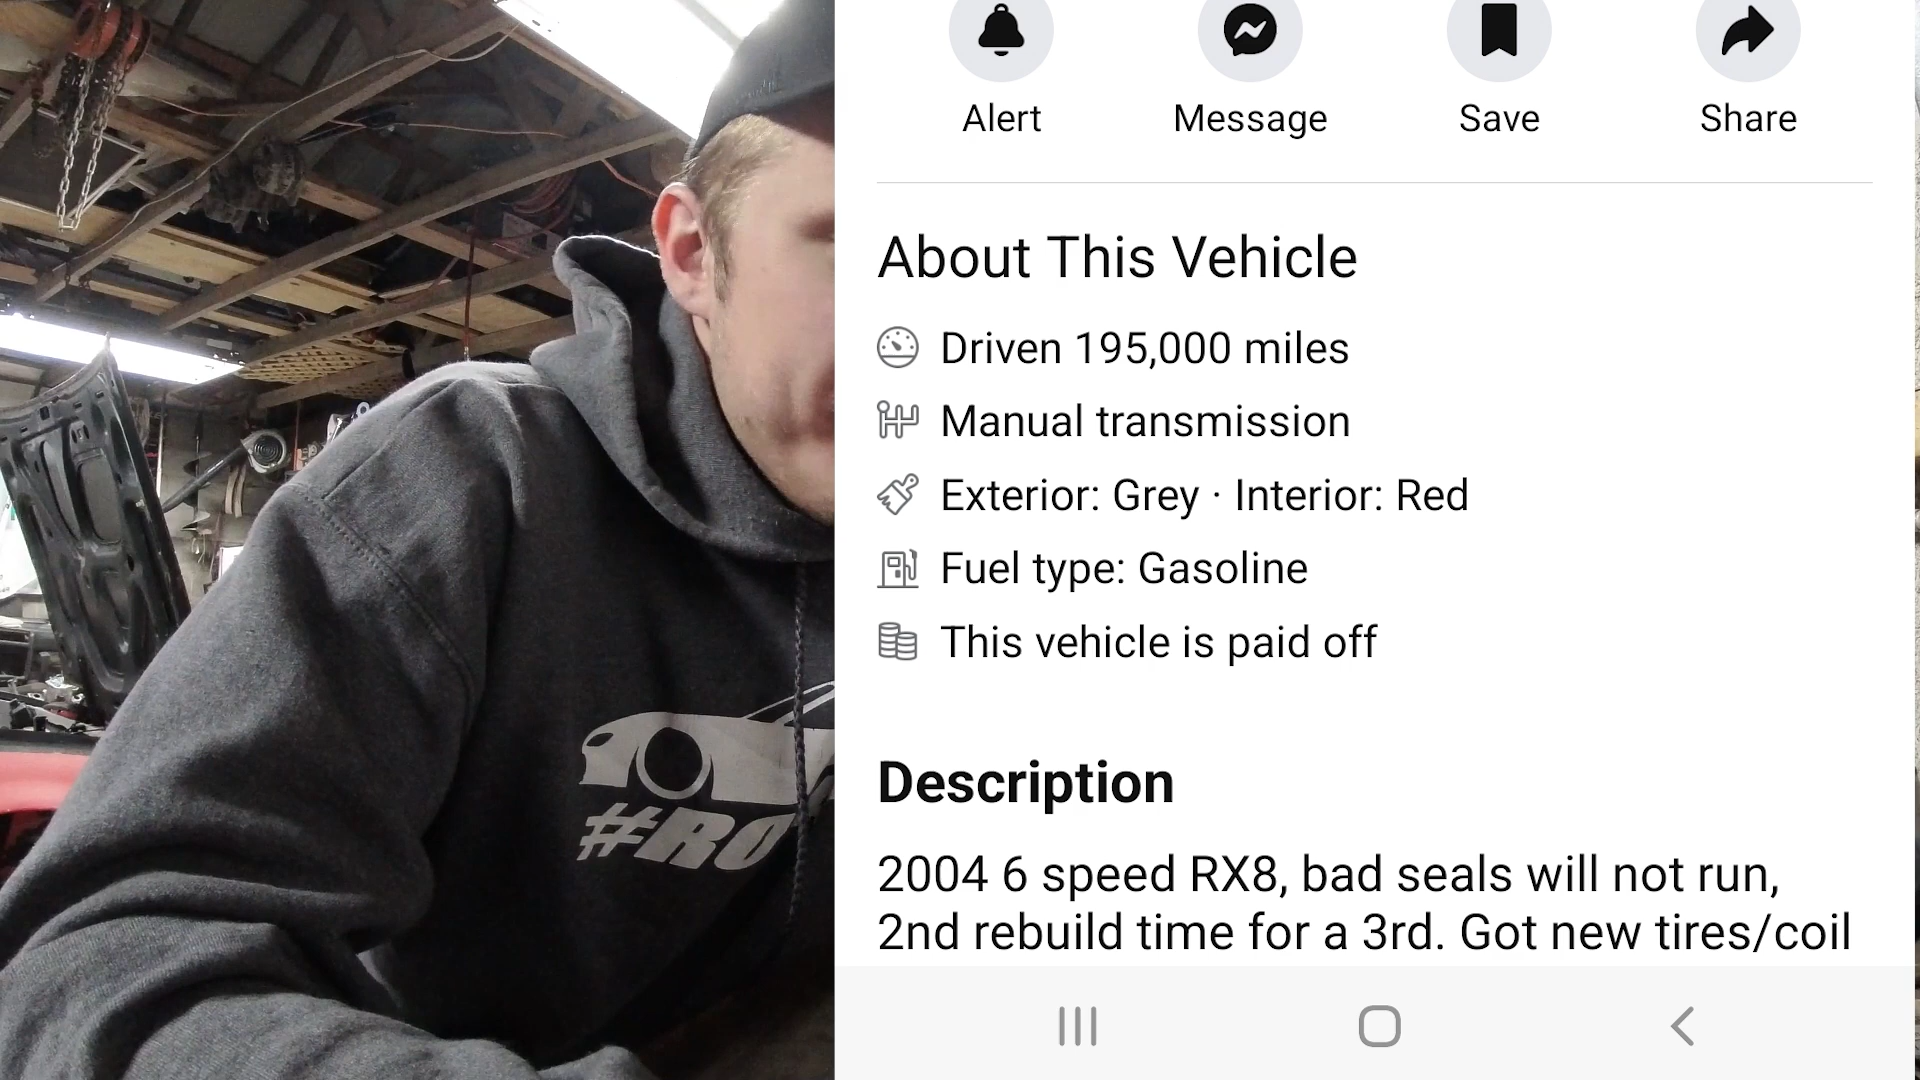 #RO
Alert
Message
Save
Share
About This Vehicle
Driven 195,000 miles
Manual transmission
Exterior: Grey · Interior: Red
Fuel type: Gasoline
This vehicle is paid off
Description
2004 6 speed RX8, bad seals will not run,
2nd rebuild time for a 3rd. Got new tires/coil